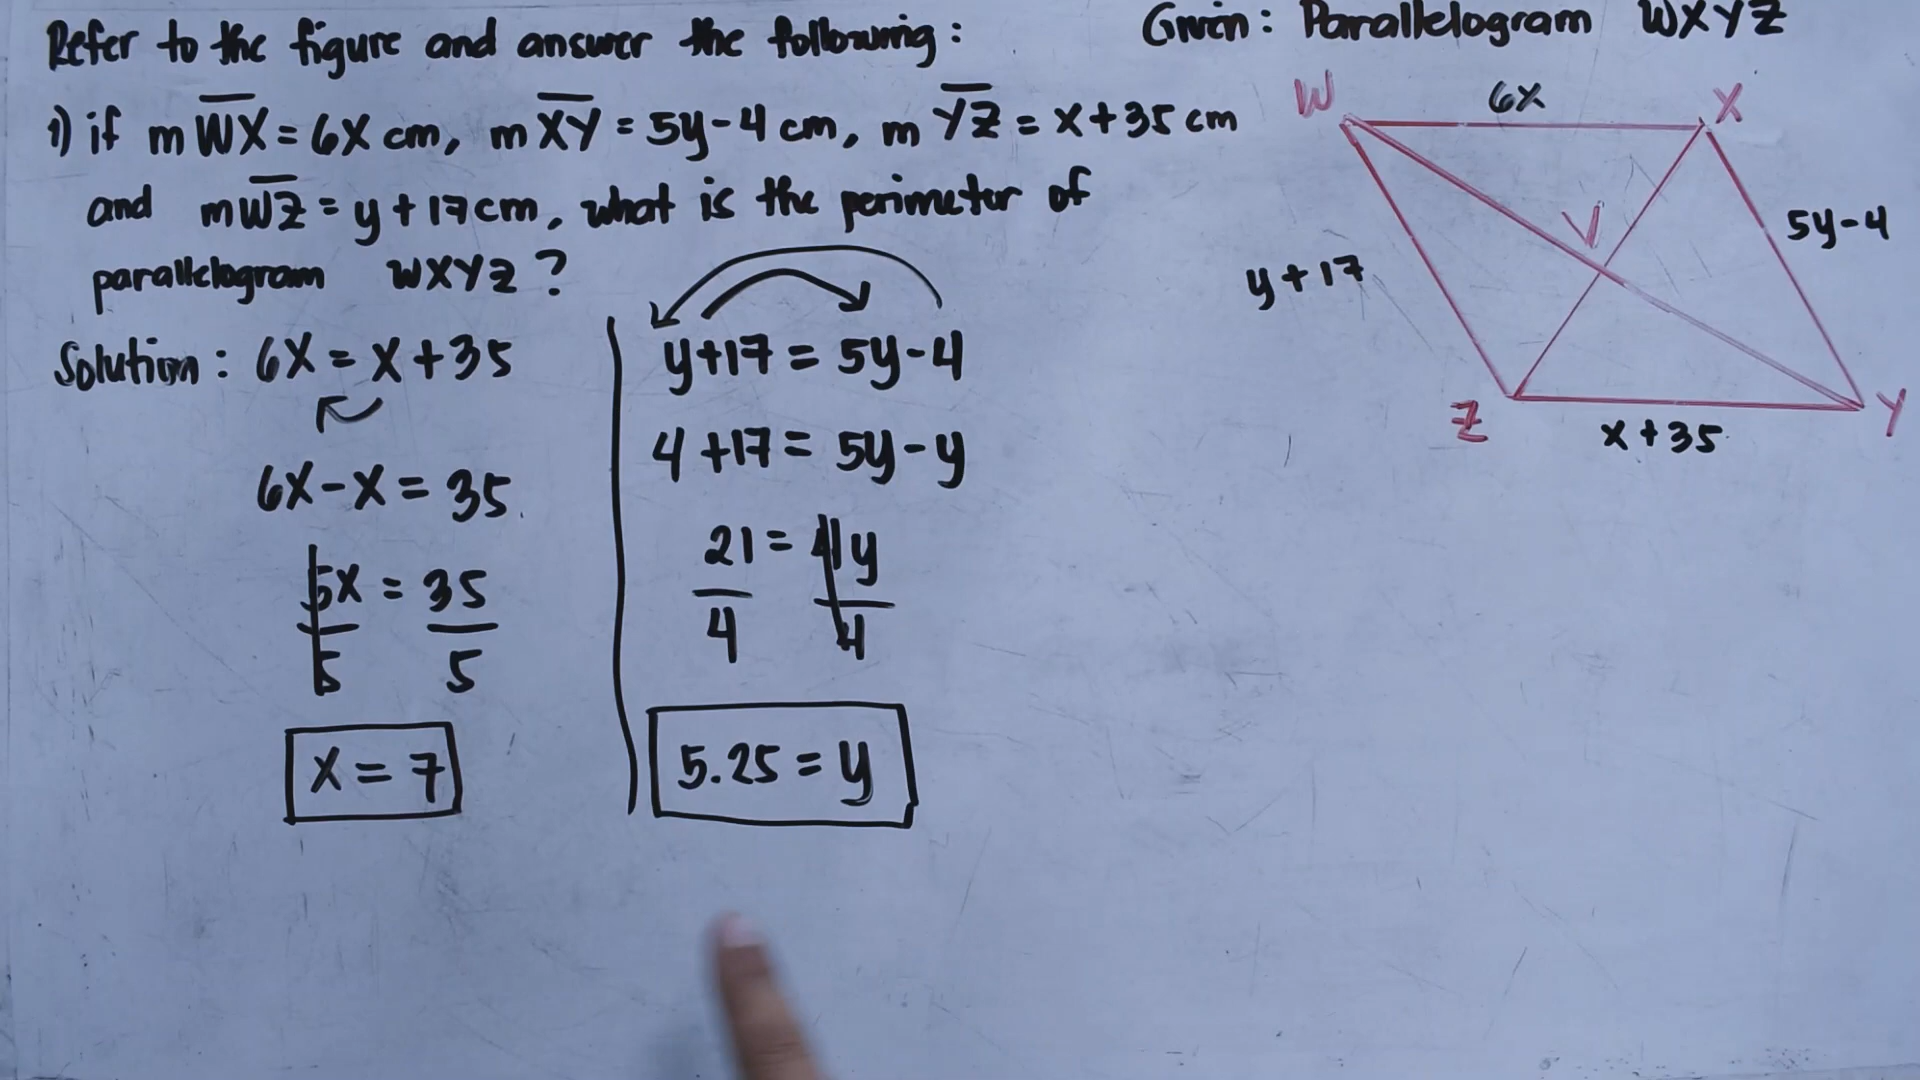 Refer to the figure and answer the following:
1) if m WX = 6X cm, m XY = 5y-4 cm, m YZ = x+35 cm
and m WZ = y+17cm, what is the perimeter of
parallelogram WXYZ?
Solution: 6X = X+35
6X-X = 35
5X = 35
5 5
X = 7
y+17 = 5y-4
4+17 = 5y-y
21 = 4y
4 4
5.25 = y
Given: Parallelogram WXYZ
W 6X X
V
5y-4
y+17
Z Y
x+35